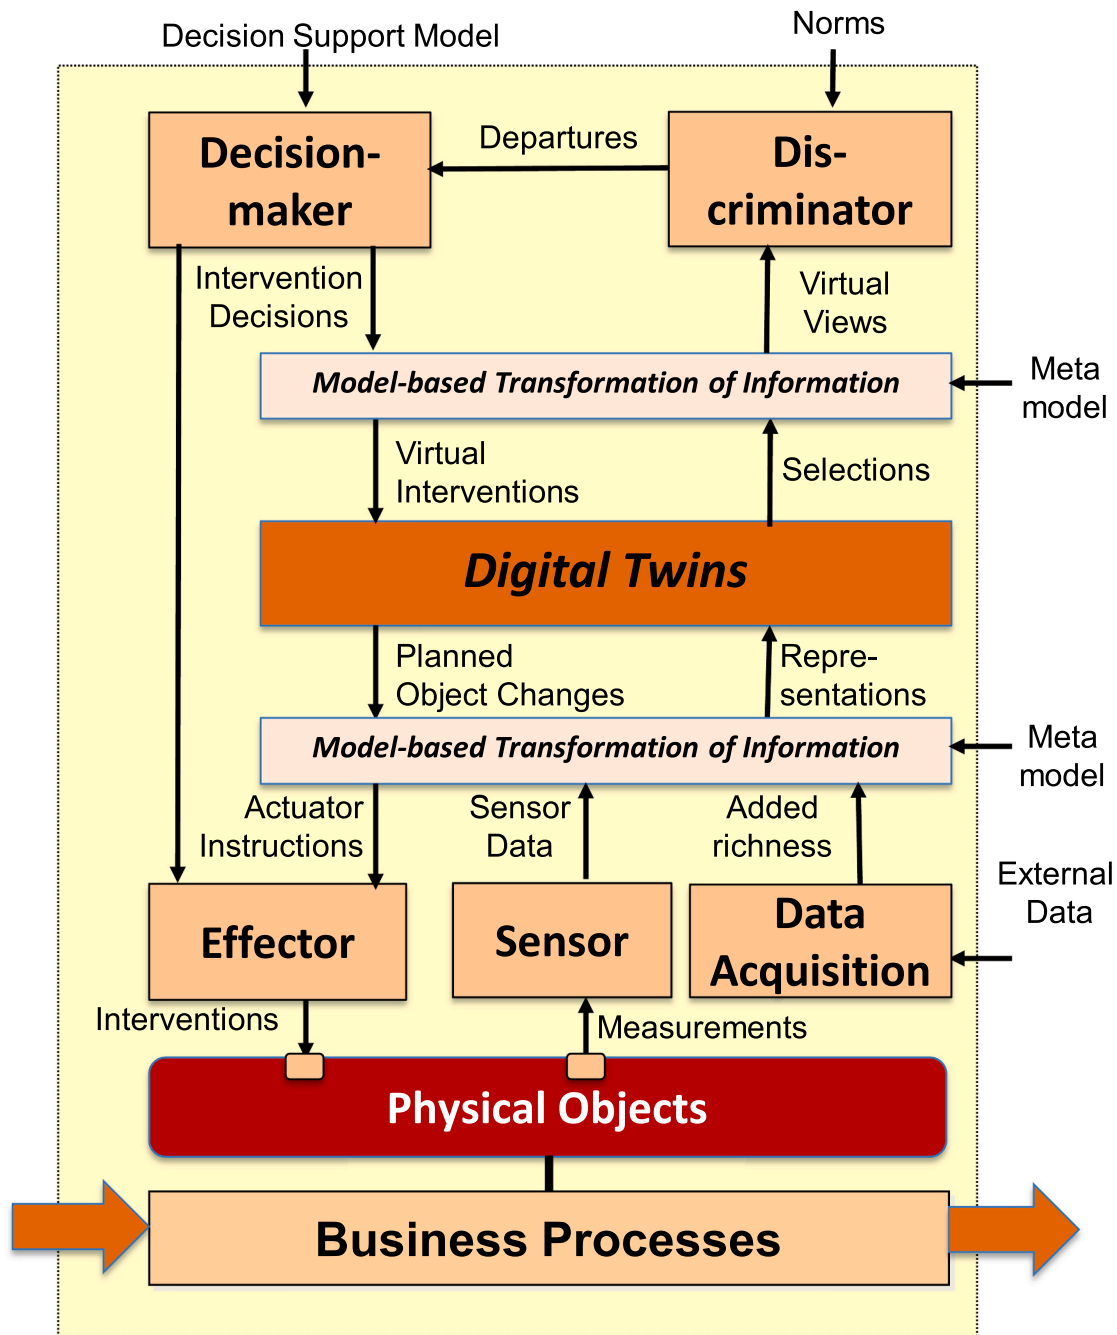 Decision Support Model
Norms
Decision-
maker
Departures
Dis-
criminator
Intervention
Decisions
Virtual
Views
Model-based Transformation of Information
Meta
model
Virtual
Interventions
Selections
Digital Twins
Planned
Object Changes
Repre-
sentations
Model-based Transformation of Information
Meta
model
Actuator
Instructions
Sensor
Data
Added
richness
External
Data
Effector
Sensor
Data
Acquisition
Interventions
Measurements
Physical Objects
Business Processes